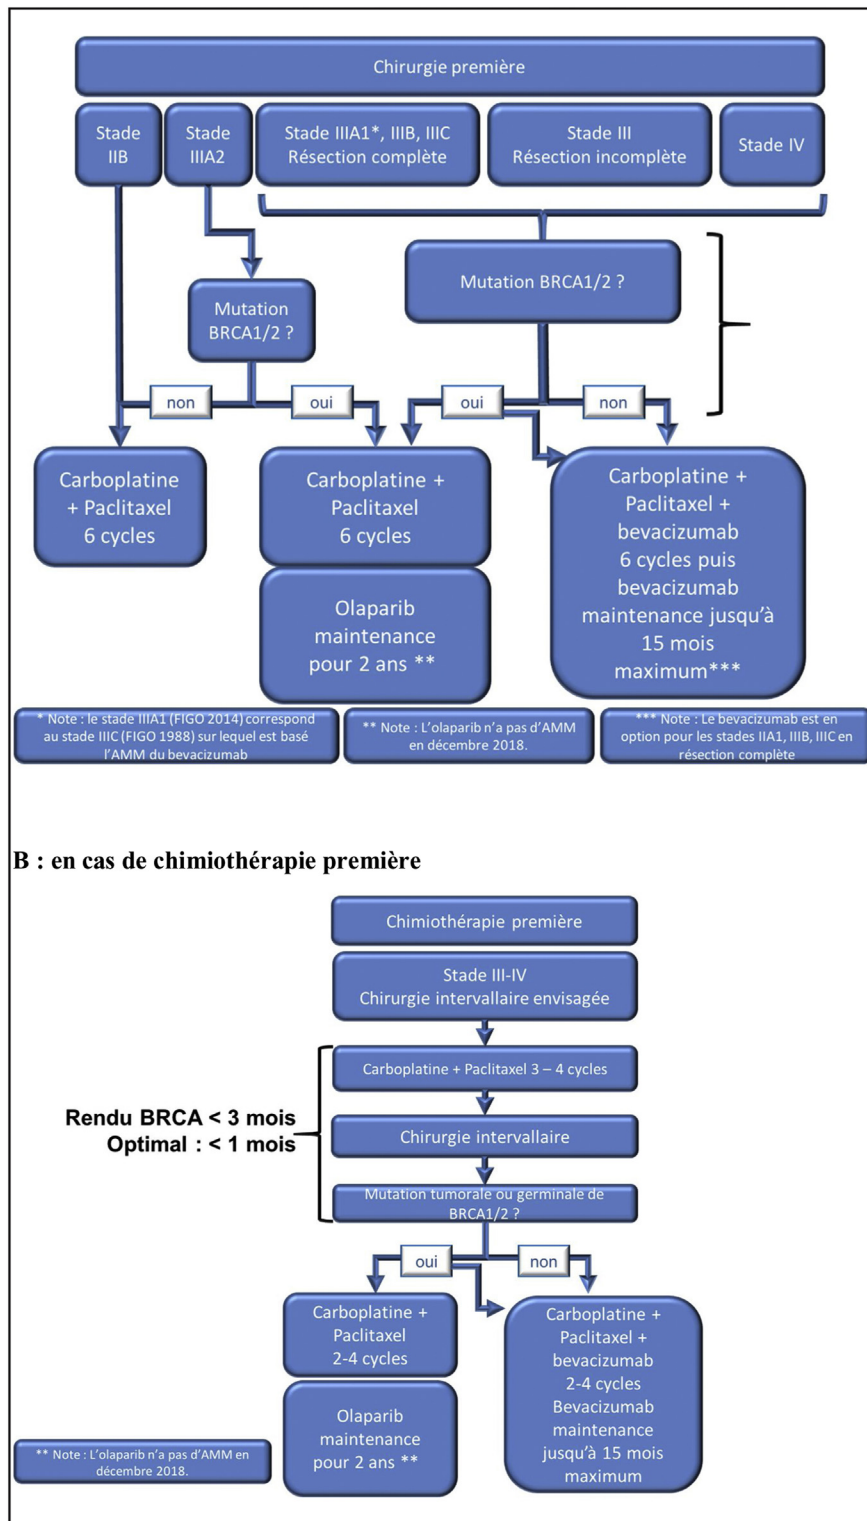 Chirurgie première
Stade
IIB
Stade
IIIA2
Stade IIIA1*, IIIB, IIIC
Résection complète
Stade III
Résection incomplète
Stade IV
Mutation
BRCA1/2 ?
Mutation BRCA1/2 ?
non
oui
oui
non
Carboplatine
+ Paclitaxel
6 cycles
Carboplatine +
Paclitaxel
6 cycles
Olaparib
maintenance
pour 2 ans **
Carboplatine +
Paclitaxel +
bevacizumab
6 cycles puis
bevacizumab
maintenance jusqu'à
15 mois
maximum***
* Note : le stade IIIA1 (FIGO 2014) correspond
au stade IIIC (FIGO 1988) sur lequel est basé
l'AMM du bevacizumab
** Note : L'olaparib n'a pas d'AMM
en décembre 2018.
*** Note : Le bevacizumab est en
option pour les stades IIA1, IIIB, IIIC en
résection complète
B : en cas de chimiothérapie première
Chimiothérapie première
Stade III-IV
Chirurgie intervallaire envisagée
Carboplatine + Paclitaxel 3 – 4 cycles
Rendu BRCA < 3 mois
Optimal : < 1 mois
Chirurgie intervallaire
Mutation tumorale ou germinale de
BRCA1/2 ?
oui
non
Carboplatine +
Paclitaxel
2-4 cycles
Olaparib
maintenance
pour 2 ans **
Carboplatine +
Paclitaxel +
bevacizumab
2-4 cycles
Bevacizumab
maintenance
jusqu'à 15 mois
maximum
** Note : L'olaparib n'a pas d'AMM en
décembre 2018.